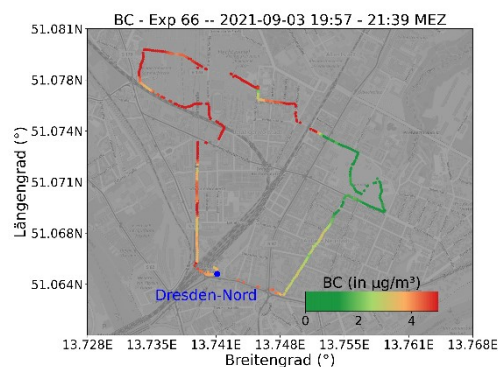 BC - Exp 66 -- 2021-09-03 19:57 - 21:39 MEZ
51.081N
51.078N
51.074N
51.071N
51.068N
51.064N
Längengrad (°)
Dresden-Nord
BC (in µg/m³)
0 2 4
13.728E 13.735E 13.741E 13.748E 13.755E 13.761E 13.768E
Breitengrad (°)